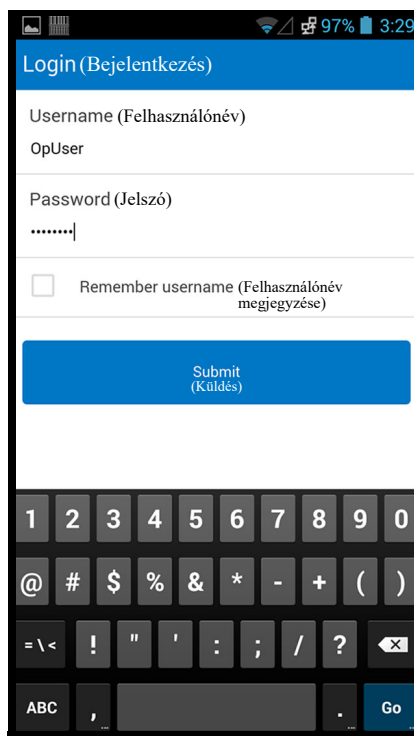 97% 3:29
Login (Bejelentkezés)
Username (Felhasználónév)
OpUser
Password (Jelszó)
••••••••
Remember username (Felhasználónév
megjegyzése)
Submit
(Küldés)
1 2 3 4 5 6 7 8 9 0
@ # $ % & * - + ( )
= \ < ! " ' : ; / ?
ABC , ... . ... Go ...